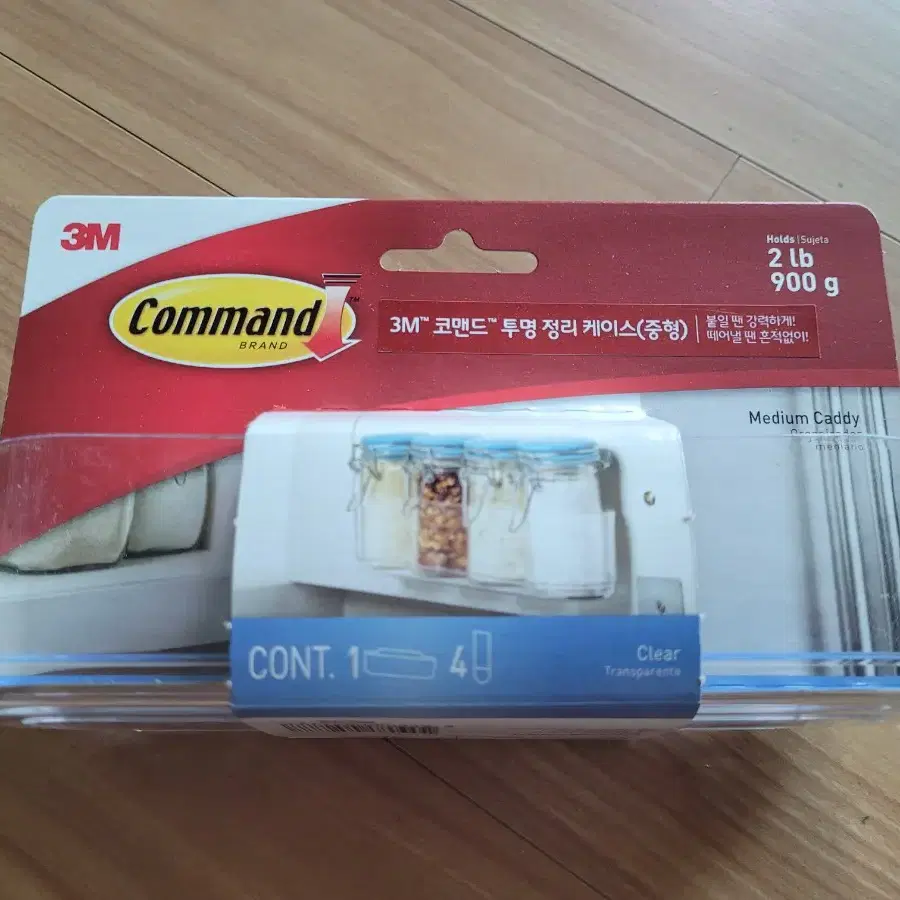 3M
Command™
BRAND
Holds | Sujeta
2 lb
900 g
3M™ 코맨드™ 투명 정리 케이스(중형)
붙일 땐 강력하게!
떼어낼 땐 흔적없이!
Medium Caddy
mediano
CONT. 1 4
Clear
Transparente